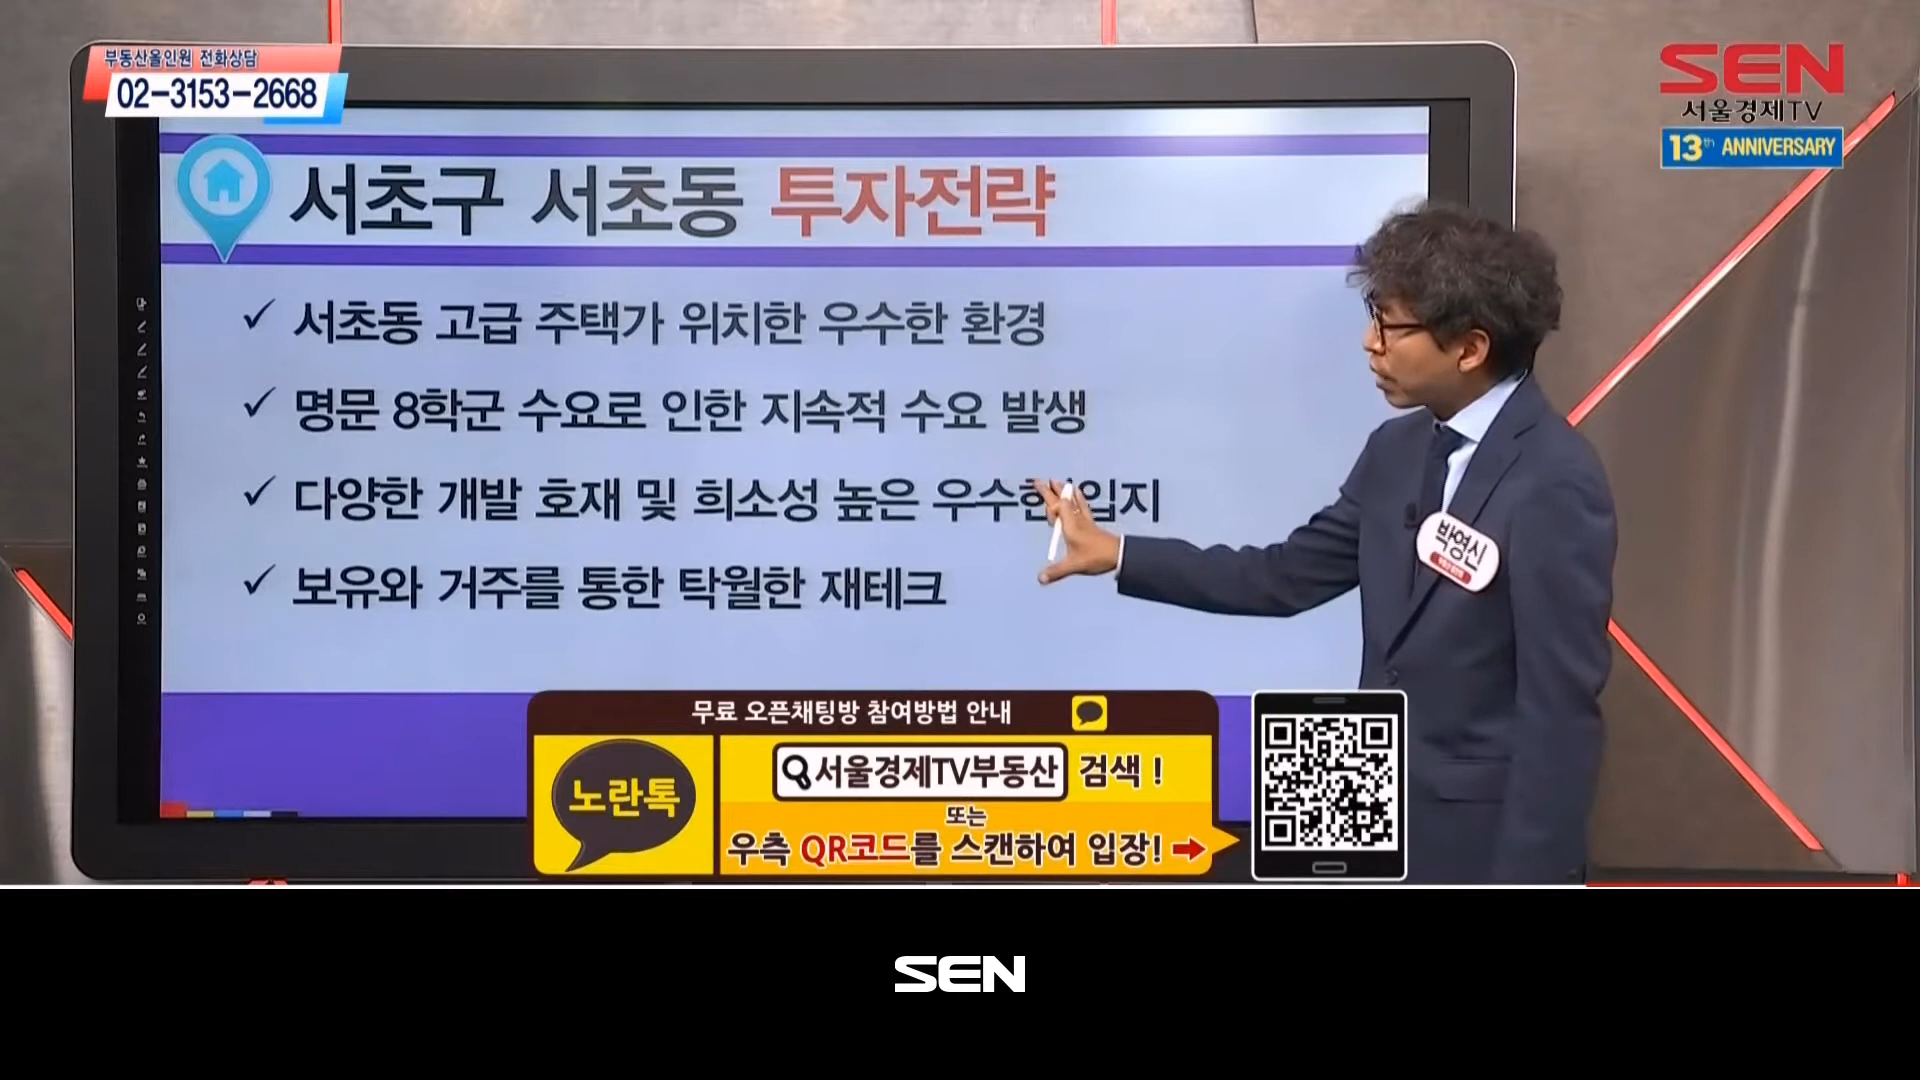 부동산올인원 전화상담
02-3153-2668
SEN
서울경제TV
13th ANNIVERSARY
서초구 서초동 투자전략
✓ 서초동 고급 주택가 위치한 우수한 환경
✓ 명문 8학군 수요로 인한 지속적 수요 발생
✓ 다양한 개발 호재 및 희소성 높은 우수한 입지
✓ 보유와 거주를 통한 탁월한 재테크
박영신
무료 오픈채팅방 참여방법 안내
노란톡
서울경제TV부동산 검색!
또는
우측 QR코드를 스캔하여 입장!
SEN